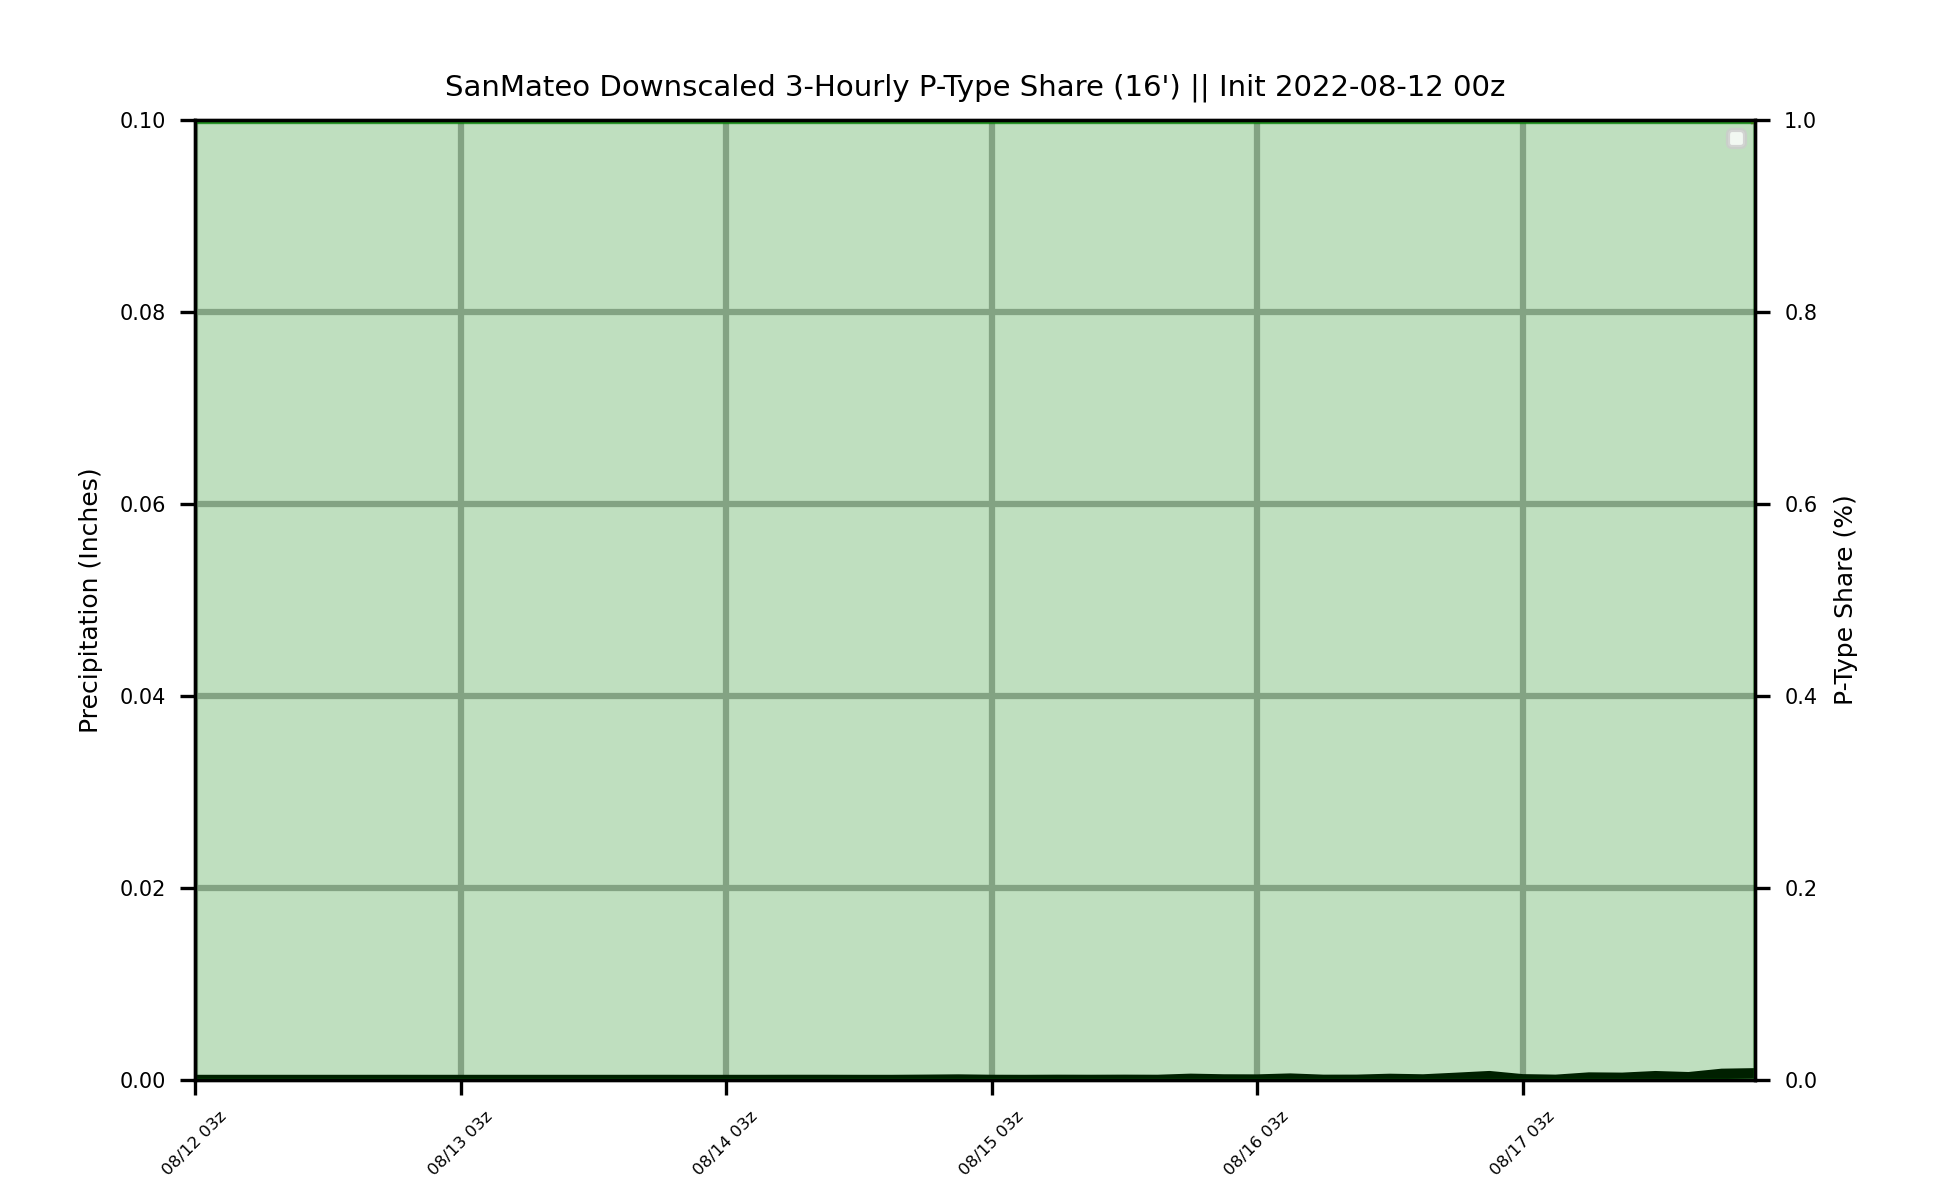 SanMateo Downscaled 3-Hourly P-Type Share (16') || Init 2022-08-12 00z
0.10
0.08
0.06
0.04
0.02
0.00
Precipitation (Inches)
1.0
0.8
0.6
0.4
0.2
0.0
P-Type Share (%)
08/12 03z
08/13 03z
08/14 03z
08/15 03z
08/16 03z
08/17 03z